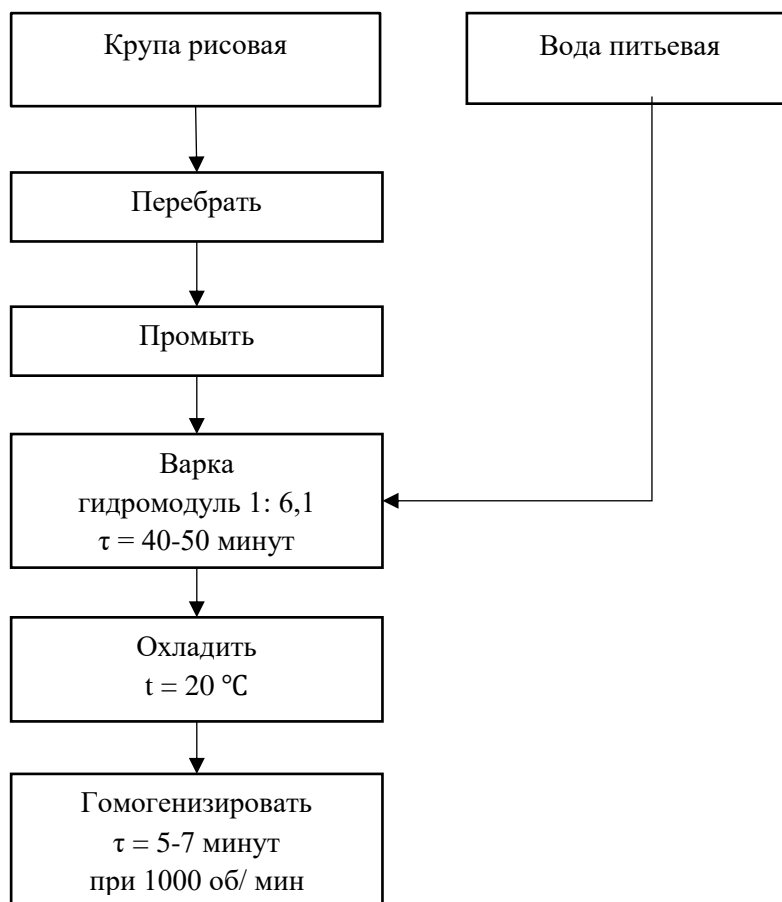 Крупа рисовая
Вода питьевая
Перебрать
Промыть
Варка
гидромодуль 1: 6,1
τ = 40-50 минут
Охладить
t = 20 ℃
Гомогенизировать
τ = 5-7 минут
при 1000 об/ мин